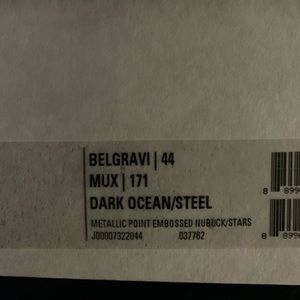 BELGRAVI | 44
MUX | 171
DARK OCEAN/STEEL
METALLIC POINT EMBOSSED NUBUCK/STARS
J00007322044 037762